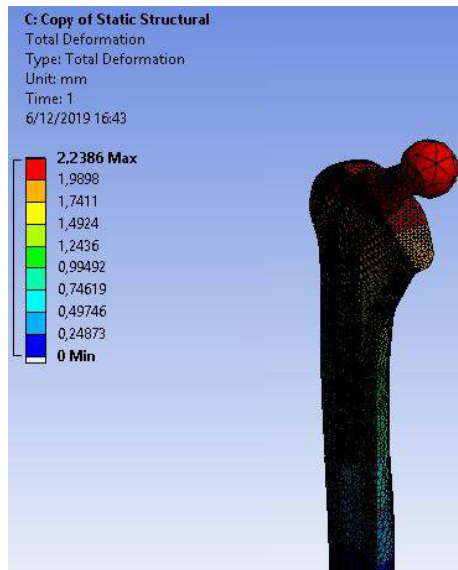 C: Copy of Static Structural
Total Deformation
Type: Total Deformation
Unit: mm
Time: 1
6/12/2019 16:43
2,2386 Max
1,9898
1,7411
1,4924
1,2436
0,99492
0,74619
0,49746
0,24873
0 Min